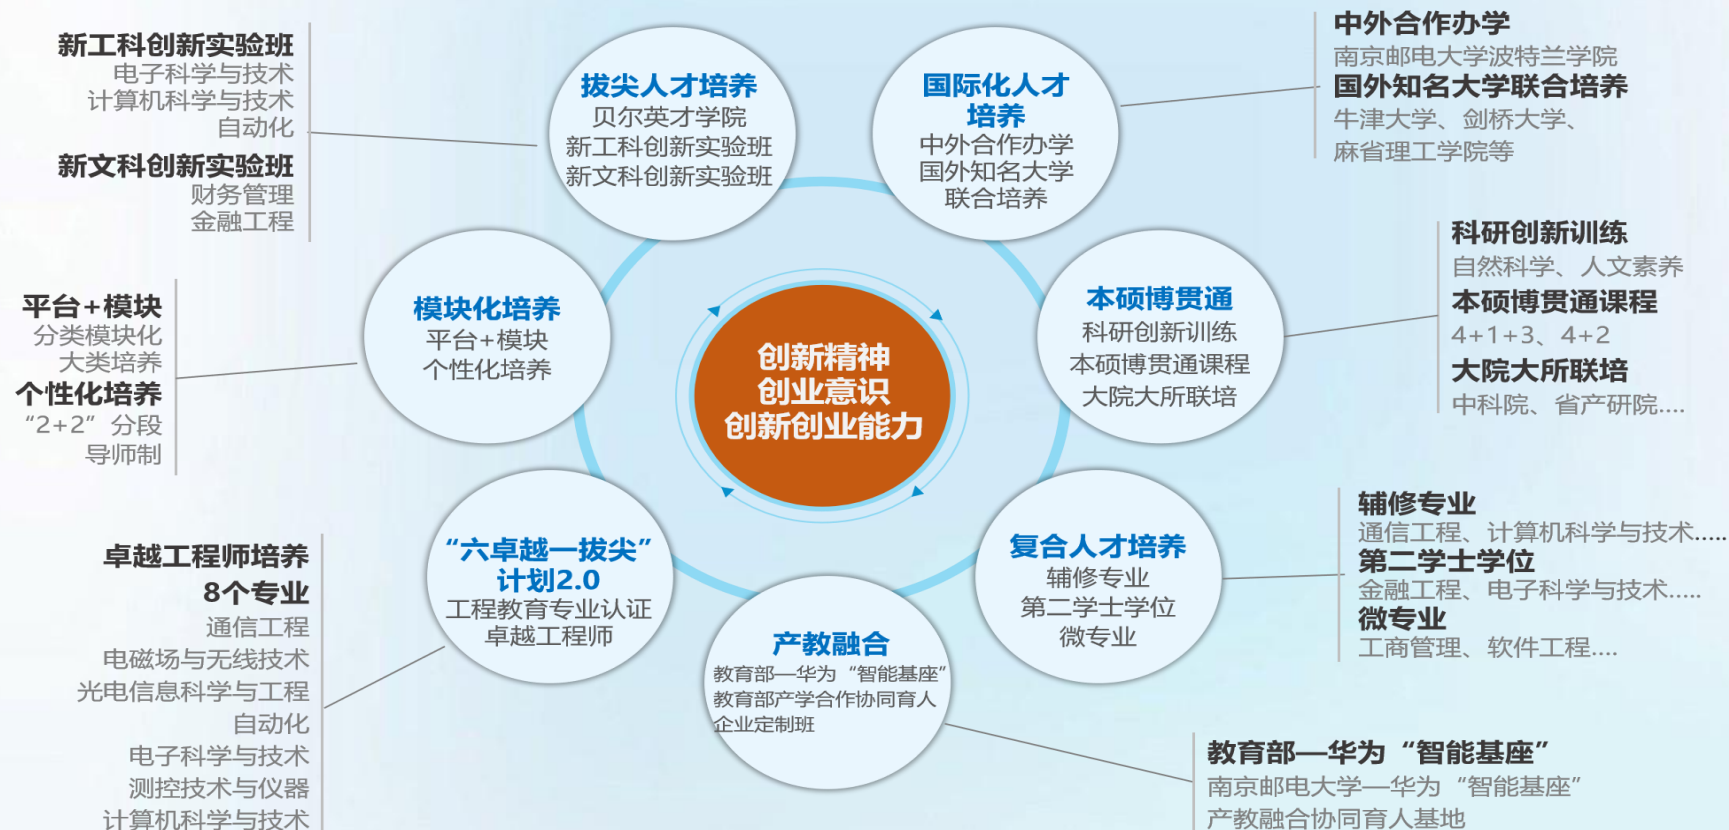 新工科创新实验班
电子科学与技术
计算机科学与技术
自动化
新文科创新实验班
财务管理
金融工程
拔尖人才培养
贝尔英才学院
新工科创新实验班
新文科创新实验班
国际化人才
培养
中外合作办学
国外知名大学
联合培养
中外合作办学
南京邮电大学波特兰学院
国外知名大学联合培养
牛津大学、剑桥大学、
麻省理工学院等
平台+模块
分类模块化
大类培养
个性化培养
“2+2”分段
导师制
模块化培养
平台+模块
个性化培养
创新精神
创业意识
创新创业能力
本硕博贯通
科研创新训练
本硕博贯通课程
大院大所联培
科研创新训练
自然科学、人文素养
本硕博贯通课程
4+1+3、4+2
大院大所联培
中科院、省产研院....
卓越工程师培养
8个专业
通信工程
电磁场与无线技术
光电信息科学与工程
自动化
电子科学与技术
测控技术与仪器
计算机科学与技术
“六卓越一拔尖”
计划2.0
工程教育专业认证
卓越工程师
产教融合
教育部—华为“智能基座”
教育部产学合作协同育人
企业定制班
复合人才培养
辅修专业
第二学士学位
微专业
辅修专业
通信工程、计算机科学与技术.....
第二学士学位
金融工程、电子科学与技术.....
微专业
工商管理、软件工程....
教育部—华为“智能基座”
南京邮电大学—华为“智能基座”
产教融合协同育人基地